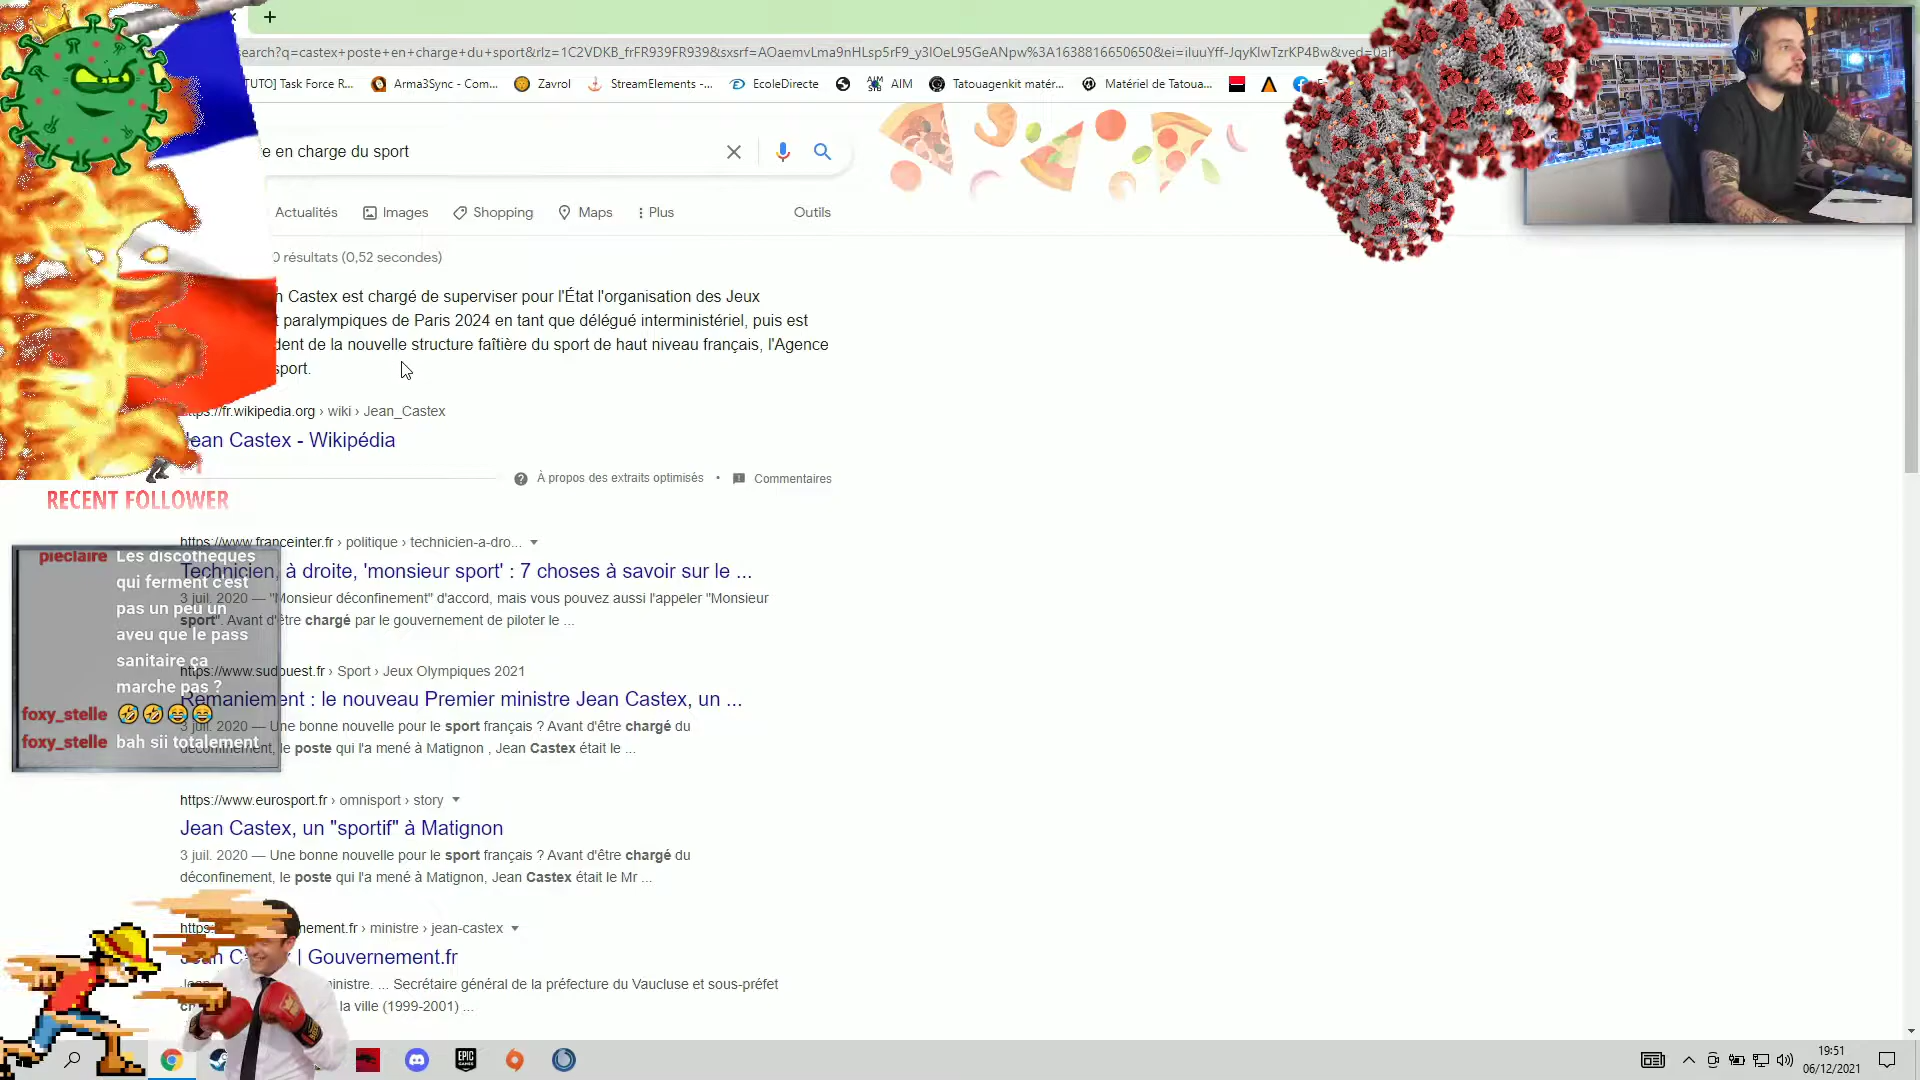 earch?q=castex+poste+en+charge+du+sport&rlz=1C2VDKB_frFR939FR939&sxsrf=AOaemvLma9nHLsp5rF9_y3IOeL95GeANpw%3A1638816650650&ei=
TUTO] Task Force R...
Arma3Sync - Com...
Zavrol
StreamElements -...
EcoleDirecte
AIM
Tatouagenkit matér...
Matériel de Tatoua...
en charge du sport
Actualités
Images
Shopping
Maps
Plus
Outils
résultats (0,52 secondes)
Castex est chargé de superviser pour l'État l'organisation des Jeux
paralympiques de Paris 2024 en tant que délégué interministériel, puis est
de la nouvelle structure faîtière du sport de haut niveau français, l'Agence
sport.
https://fr.wikipedia.org › wiki › Jean_Castex
Jean Castex - Wikipédia
À propos des extraits optimisés
•
Commentaires
RECENT FOLLOWER
https://www.franceinter.fr › politique › technicien-a-dro...
Technicien, à droite, 'monsieur sport' : 7 choses à savoir sur le ...
3 juil. 2020 — "Monsieur déconfinement" d'accord, mais vous pouvez aussi l'appeler "Monsieur
sport". Avant d'être chargé par le gouvernement de piloter le ...
https://www.sudouest.fr › Sport › Jeux Olympiques 2021
Remaniement : le nouveau Premier ministre Jean Castex, un ...
3 juil. 2020 — Une bonne nouvelle pour le sport français ? Avant d'être chargé du
déconfinement, le poste qui l'a mené à Matignon , Jean Castex était le ...
pieclaire Les discothèques
qui ferment c'est
pas un peu un
aveu que le pass
sanitaire ça
marche pas ?
foxy_stelle 🤣🤣😂😂
foxy_stelle bah sii totalement
https://www.eurosport.fr › omnisport › story
Jean Castex, un "sportif" à Matignon
3 juil. 2020 — Une bonne nouvelle pour le sport français ? Avant d'être chargé du
déconfinement, le poste qui l'a mené à Matignon, Jean Castex était le Mr ...
nement.fr › ministre › jean-castex
Jean | Gouvernement.fr
... Secrétaire général de la préfecture du Vaucluse et sous-préfet
la ville (1999-2001) ...
EPIC
GAMES
19:51
06/12/2021